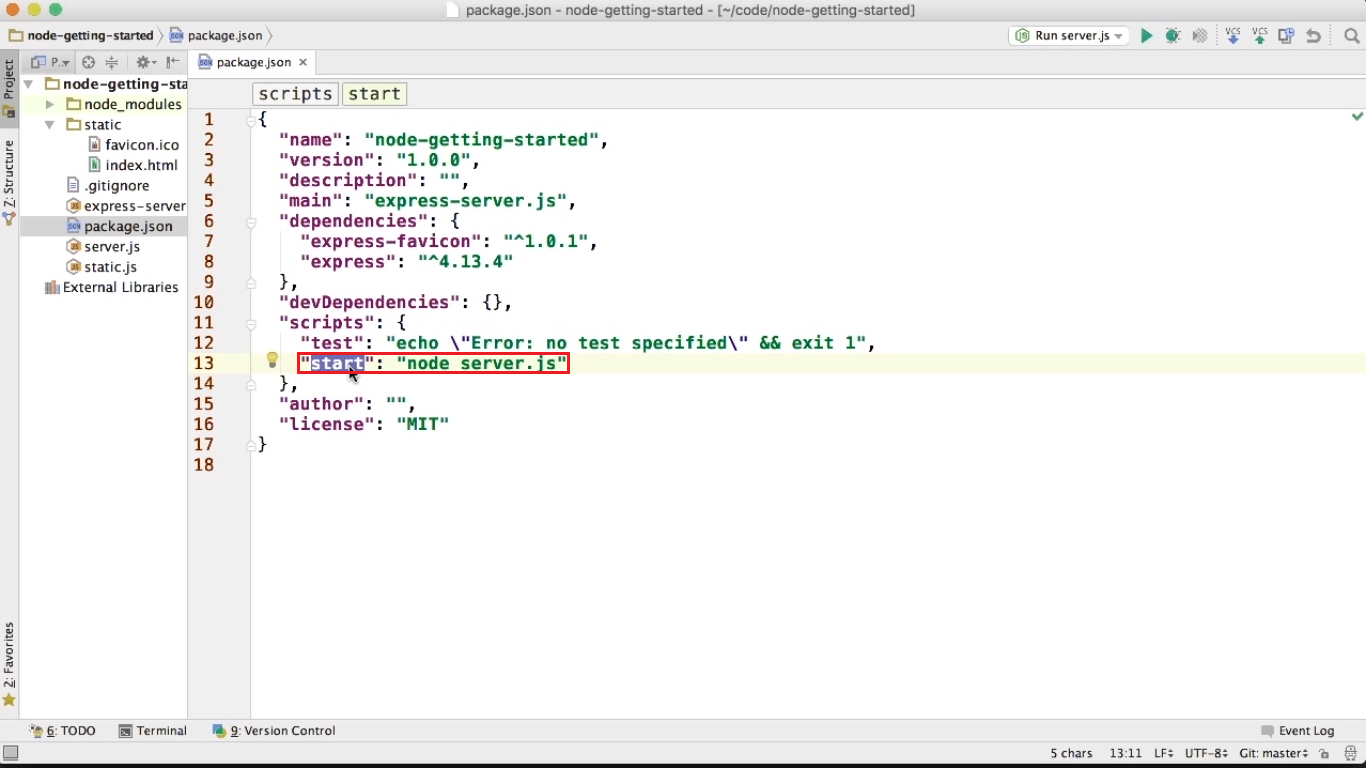 package.json - node-getting-started - [~/code/node-getting-started]
node-getting-started package.json Run server.js VCS VCS
P.. package.json ×
Project
Z: Structure
2: Favorites
node-getting-sta
node_modules
static
favicon.ico
index.html
.gitignore
express-server
package.json
server.js
static.js
External Libraries
scripts start
1 {
2 "name": "node-getting-started",
3 "version": "1.0.0",
4 "description": "",
5 "main": "express-server.js",
6 "dependencies": {
7 "express-favicon": "^1.0.1",
8 "express": "^4.13.4"
9 },
10 "devDependencies": {},
11 "scripts": {
12 "test": "echo \"Error: no test specified\" && exit 1",
13 "start": "node server.js"
14 },
15 "author": "",
16 "license": "MIT"
17 }
18
6: TODO Terminal 9: Version Control Event Log
5 chars 13:11 LF UTF-8 Git: master